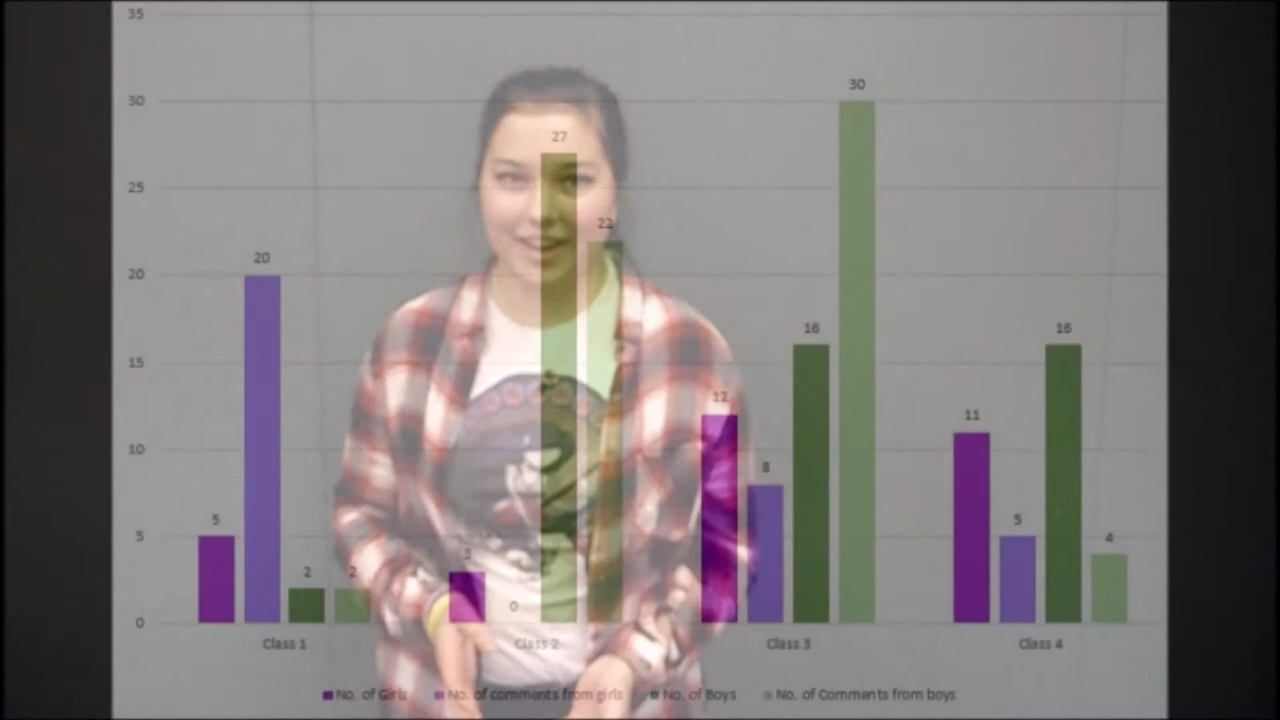 35
30
25
20
15
10
5
0
5 20 2 2
3 0 27 22
12 8 16 30
11 5 16 4
Class 1 Class 2 Class 3 Class 4
No. of Girls No. of comments from girls No. of Boys No. of Comments from boys